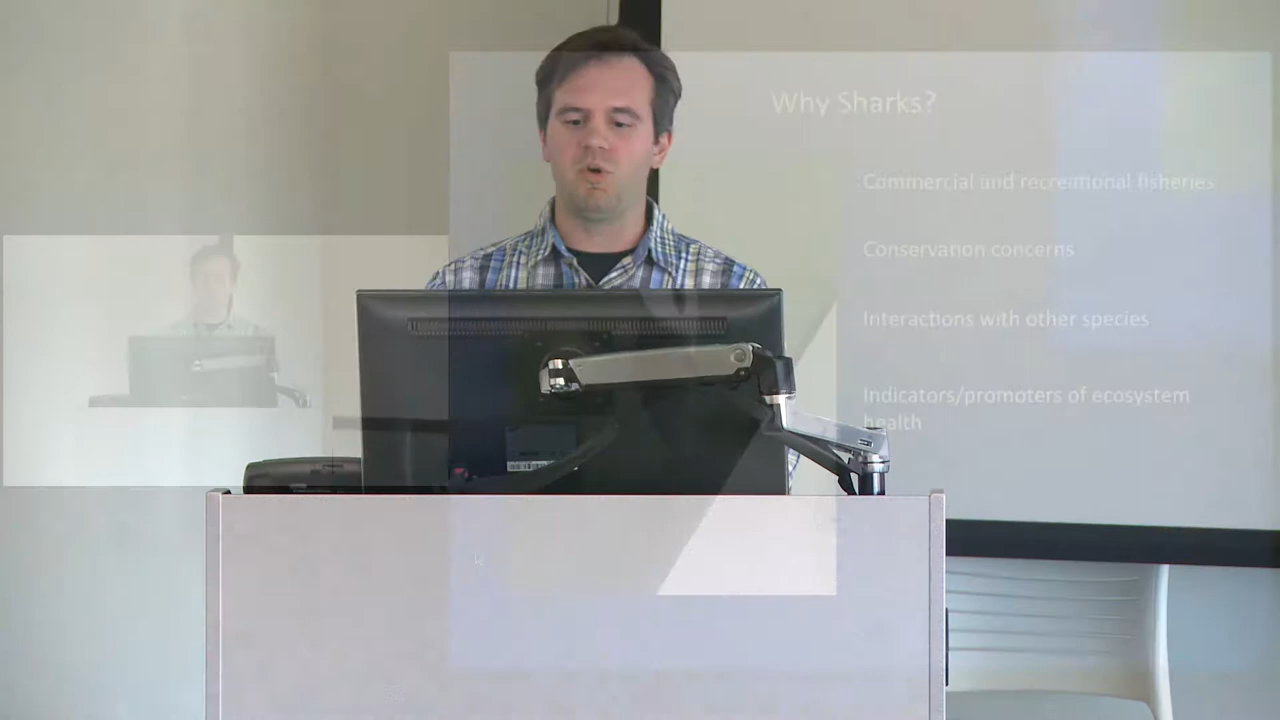 Why Sharks?
Commercial and recreational fisheries
Conservation concerns
Interactions with other species
Indicators/promoters of ecosystem
health